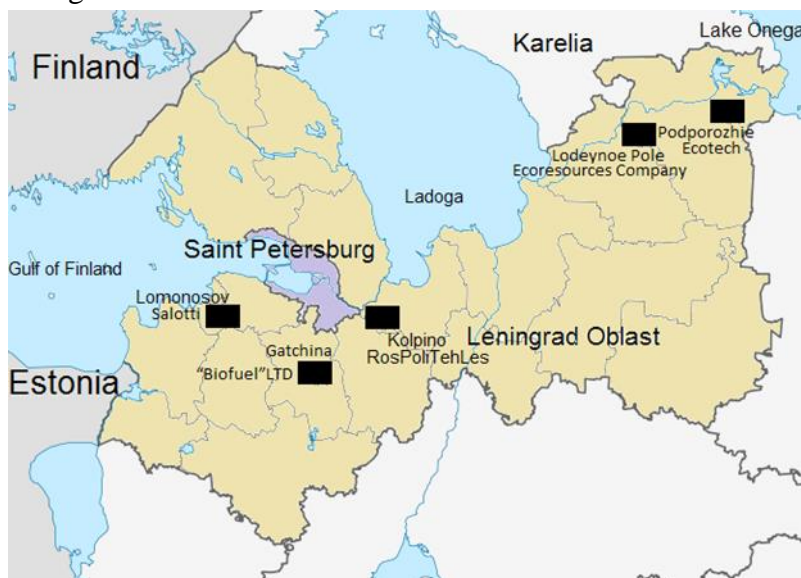 Lake Onega
Karelia
Finland
Podporozhie
Ecotech
Lodeynoe Pole
Ecoresources Company
Ladoga
Saint Petersburg
Gulf of Finland
Lomonosov
Salotti
Kolpino
RosPoliTehLes
Leningrad Oblast
Gatchina
"Biofuel"LTD
Estonia